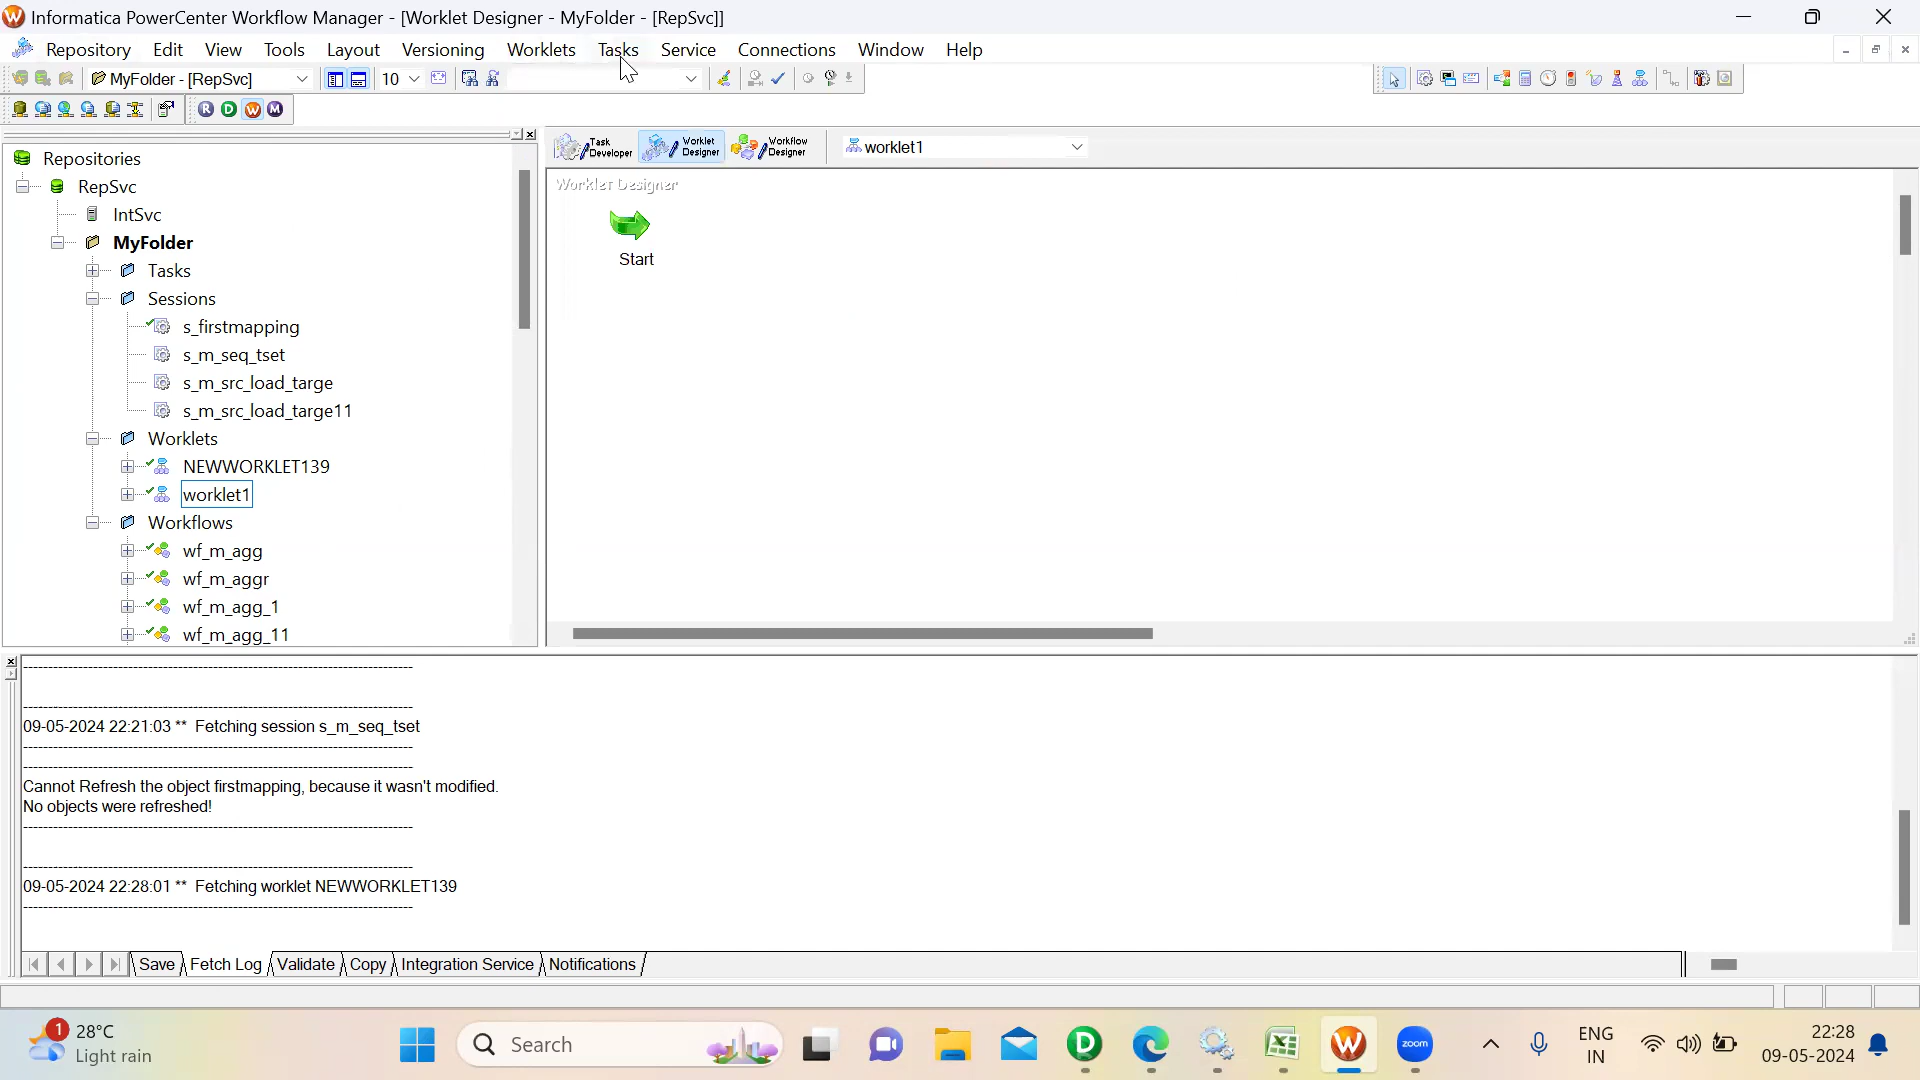 Informatica PowerCenter Workflow Manager - [Worklet Designer - MyFolder - [RepSvc]]
Repository Edit View Tools Layout Versioning Worklets Tasks Service Connections Window Help
MyFolder - [RepSvc] 10
R D W M
Task Developer
Worklet Designer
Workflow Designer
worklet1
Repositories
RepSvc
IntSvc
MyFolder
Tasks
Sessions
s_firstmapping
s_m_seq_tset
s_m_src_load_targe
s_m_src_load_targe11
Worklets
NEWWORKLET139
worklet1
Workflows
wf_m_agg
wf_m_aggr
wf_m_agg_1
wf_m_agg_11
Worklet Designer
Start
09-05-2024 22:21:03 ** Fetching session s_m_seq_tset
Cannot Refresh the object firstmapping, because it wasn't modified.
No objects were refreshed!
09-05-2024 22:28:01 ** Fetching worklet NEWWORKLET139
Save Fetch Log Validate Copy Integration Service Notifications
1
28°C
Light rain
Search
D
W
zoom
ENG
IN
22:28
09-05-2024